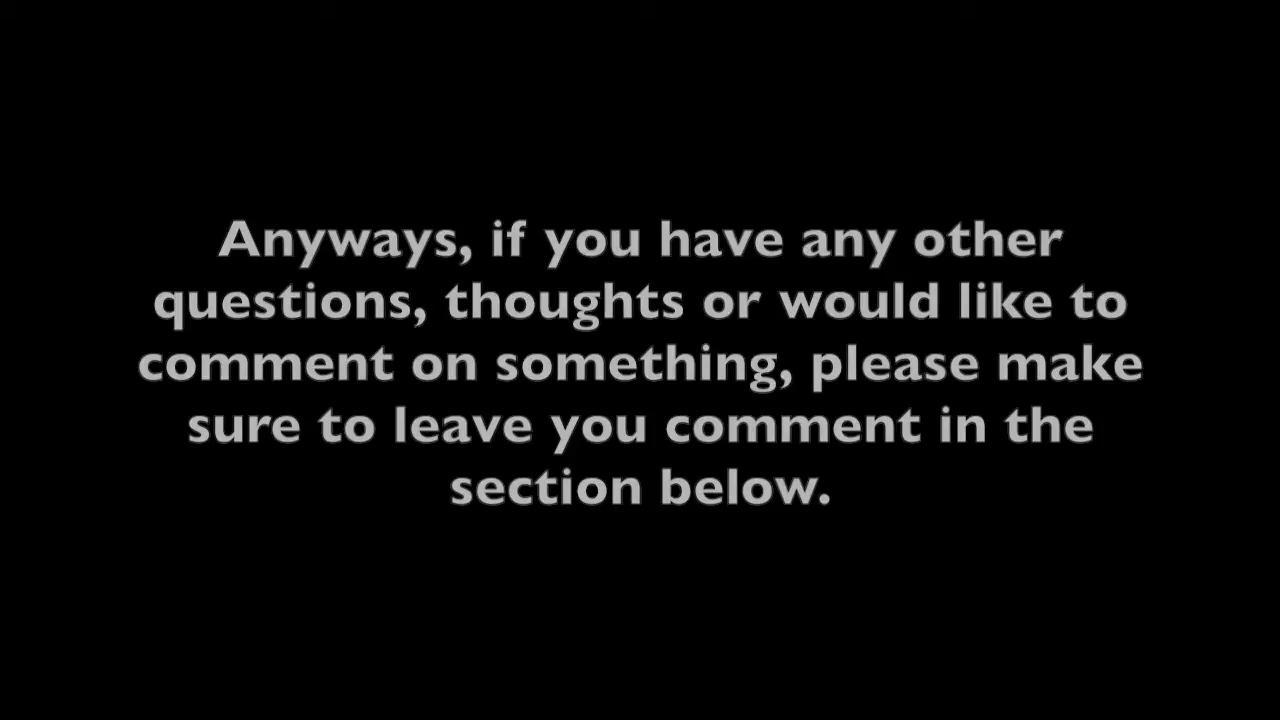 Anyways, if you have any other
questions, thoughts or would like to
comment on something, please make
sure to leave you comment in the
section below.